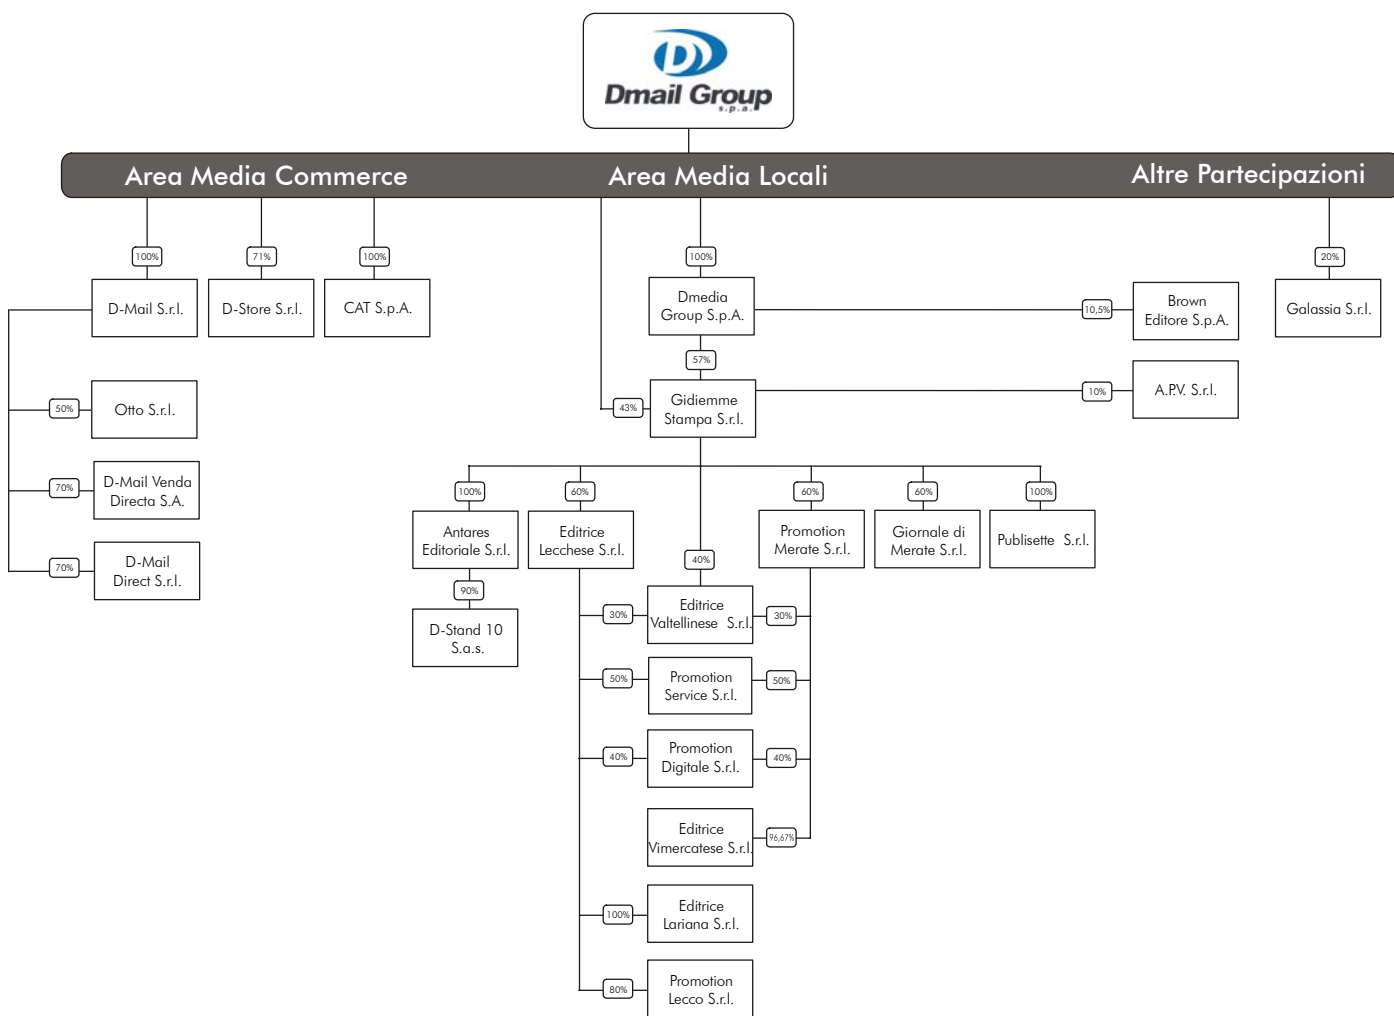 Dmail Group
s.p.a.
Area Media Commerce
Area Media Locali
Altre Partecipazioni
100%
71%
100%
100%
20%
D-Mail S.r.l.
D-Store S.r.l.
CAT S.p.A.
Dmedia
Group S.p.A.
10,5%
Brown
Editore S.p.A.
Galassia S.r.l.
57%
50%
Otto S.r.l.
43%
Gidiemme
Stampa S.r.l.
10%
A.P.V. S.r.l.
70%
D-Mail Venda
Directa S.A.
100%
60%
60%
60%
100%
Antares
Editoriale S.r.l.
Editrice
Lecchese S.r.l.
Promotion
Merate S.r.l.
Giornale di
Merate S.r.l.
Publisette S.r.l.
70%
D-Mail
Direct S.r.l.
40%
90%
D-Stand 10
S.a.s.
30%
Editrice
Valtellinese S.r.l.
30%
50%
Promotion
Service S.r.l.
50%
40%
Promotion
Digitale S.r.l.
40%
Editrice
Vimercatese S.r.l.
96,67%
100%
Editrice
Lariana S.r.l.
80%
Promotion
Lecco S.r.l.